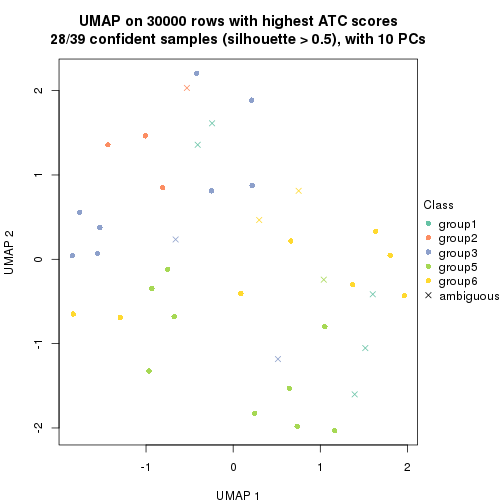 UMAP on 30000 rows with highest ATC scores
28/39 confident samples (silhouette > 0.5), with 10 PCs
2
1
0
-1
-2
UMAP 2
-1
0
1
2
UMAP 1
Class
group1
group2
group3
group5
group6
ambiguous